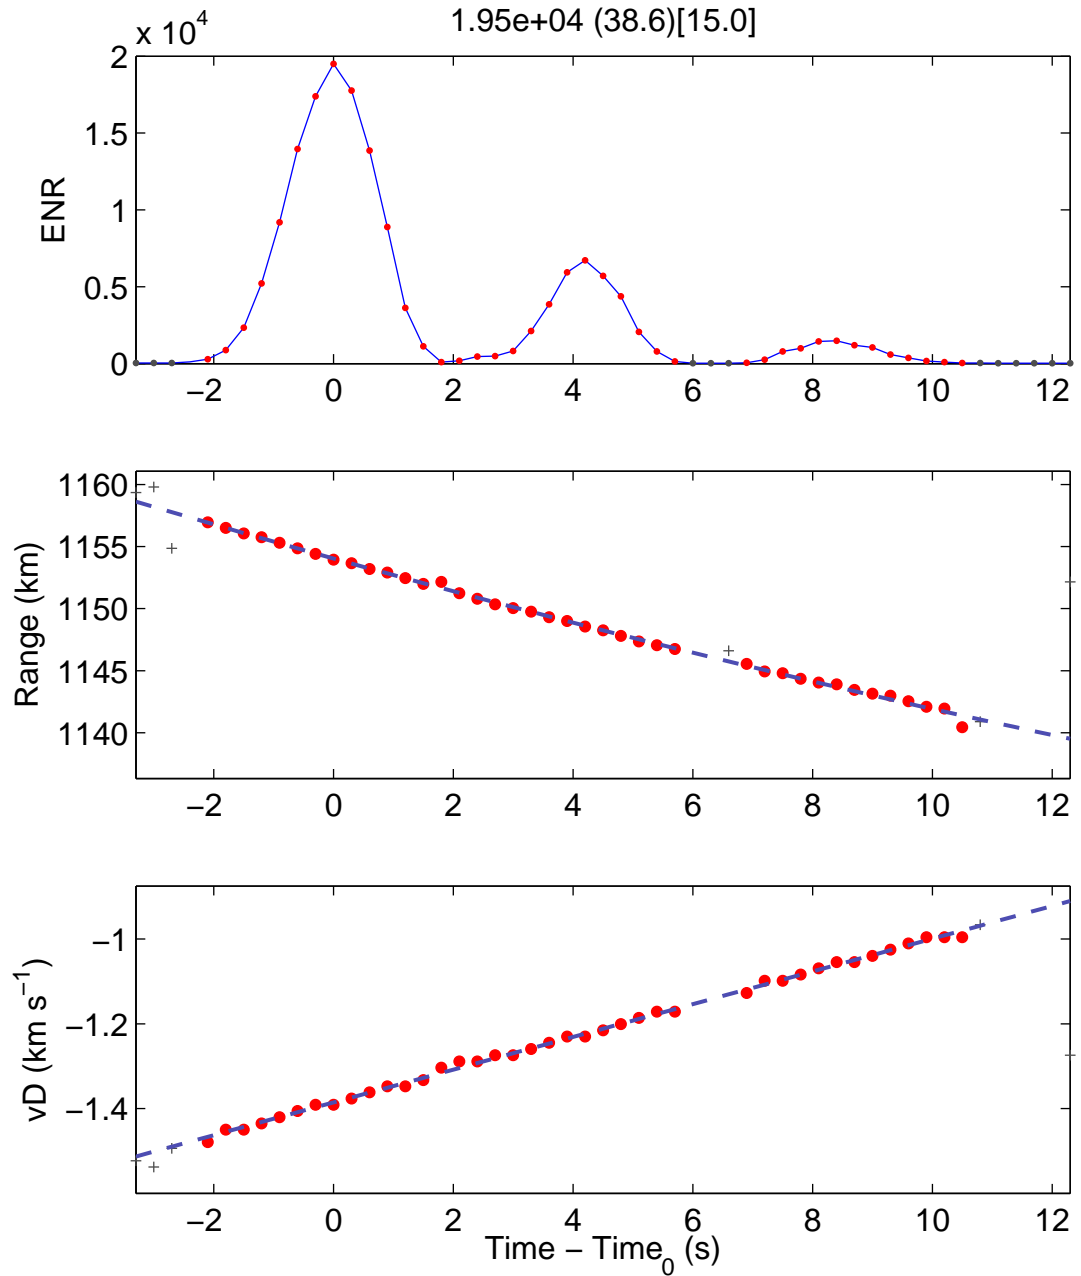 1.95e+04 (38.6)[15.0]
x 10^4
2
1.5
1
0.5
0
ENR
−2 0 2 4 6 8 10 12
1160
1155
1150
1145
1140
Range (km)
−2 0 2 4 6 8 10 12
−1
−1.2
−1.4
vD (km s^−1)
−2 0 2 4 6 8 10 12
Time − Time_0 (s)